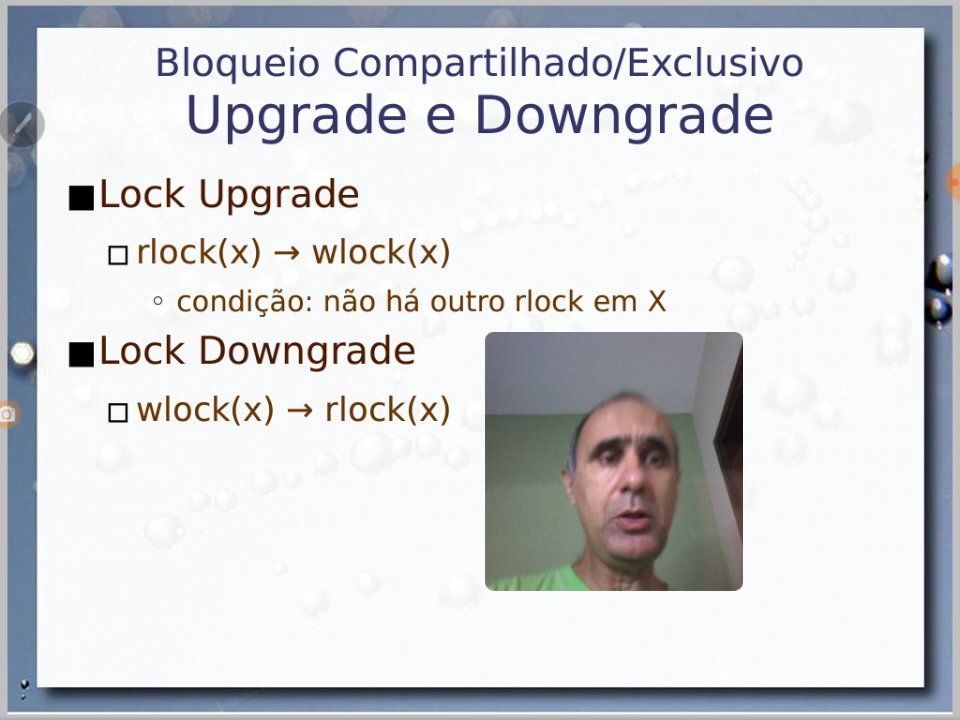 Bloqueio Compartilhado/Exclusivo
Upgrade e Downgrade
Lock Upgrade
rlock(x) → wlock(x)
condição: não há outro rlock em X
Lock Downgrade
wlock(x) → rlock(x)